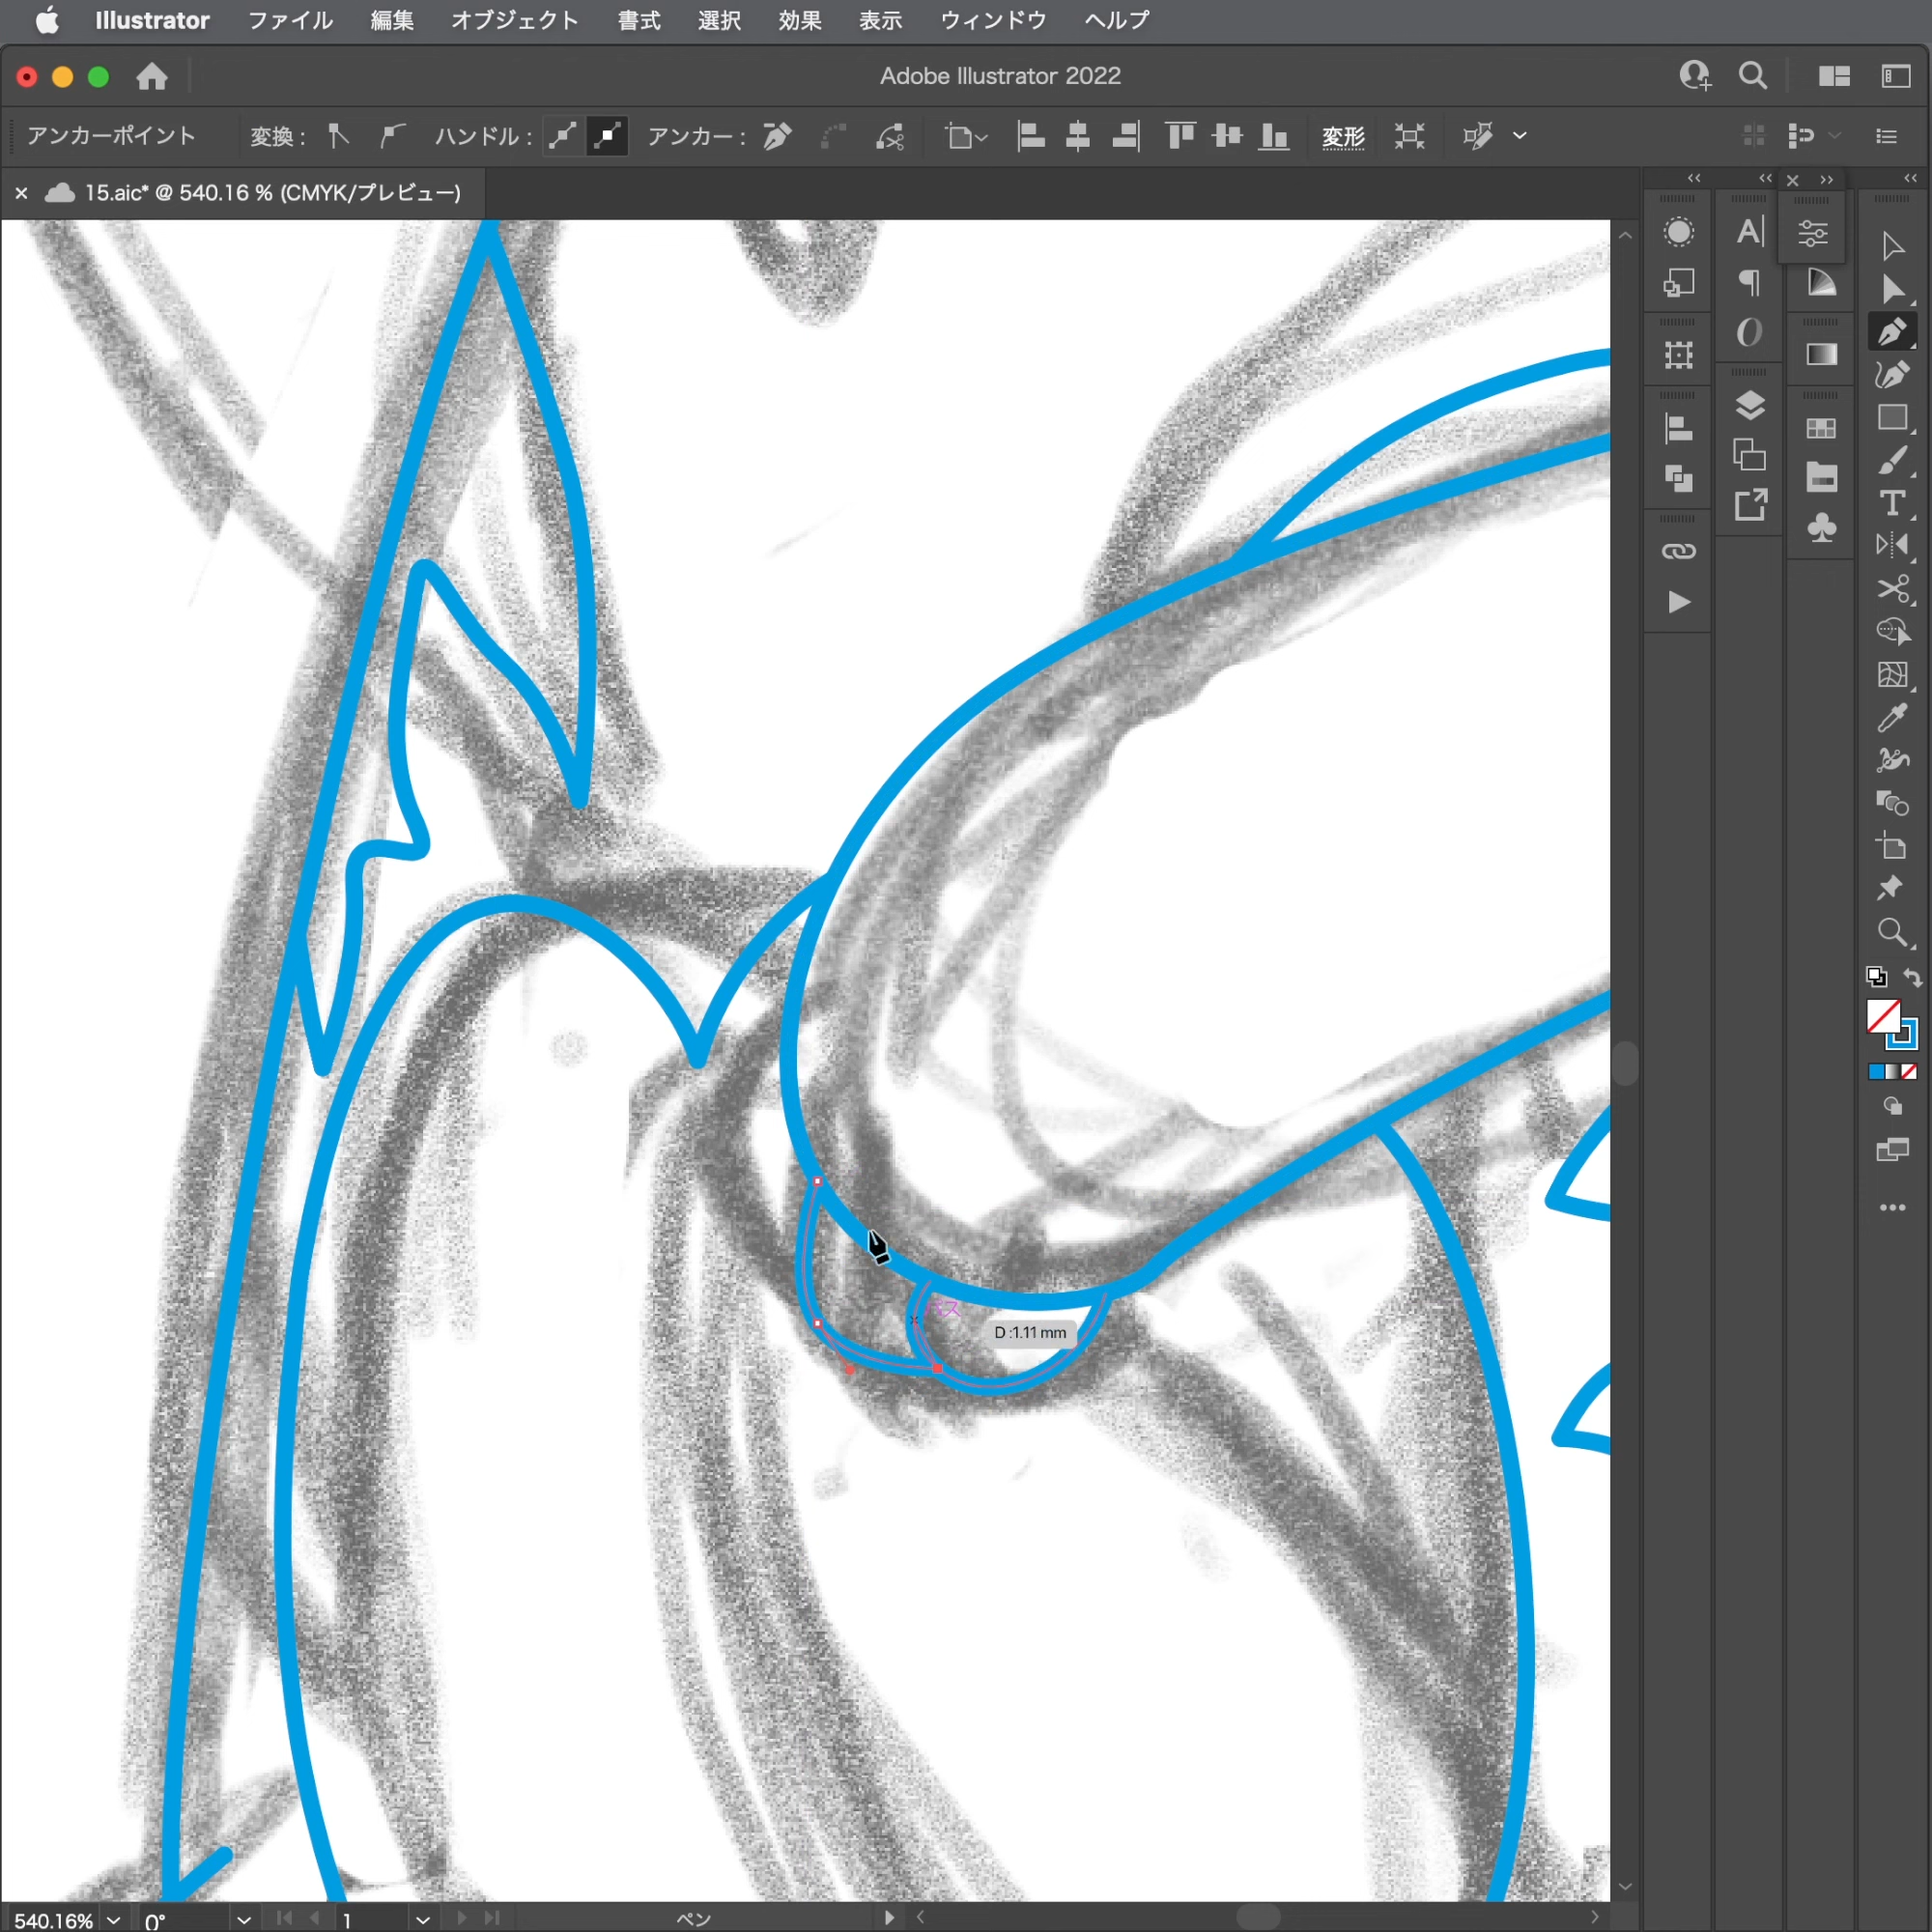 Illustrator ファイル 編集 オブジェクト 書式 選択 効果 表示 ウィンドウ ヘルプ
Adobe Illustrator 2022
アンカーポイント 変換： ハンドル： アンカー： 変形
15.aic* @ 540.16 % (CMYK/プレビュー)
D :1.11 mm
540.16% 0° 1 ペン